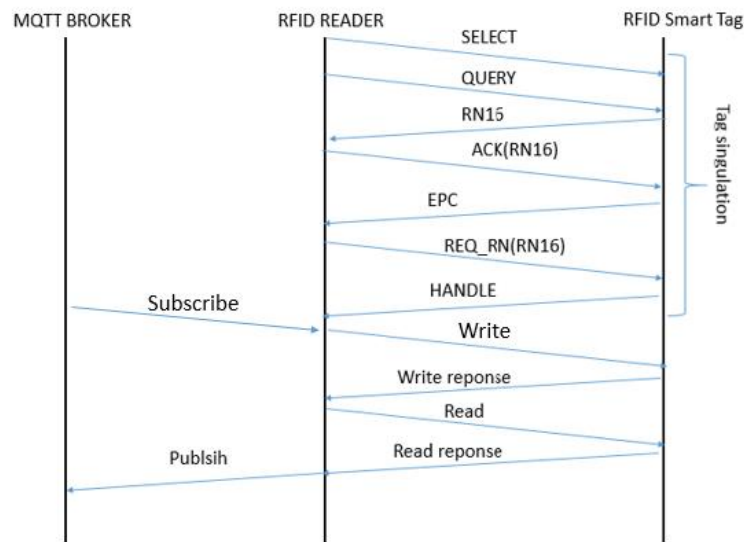 MQTT BROKER
RFID READER
RFID Smart Tag
SELECT
QUERY
RN16
ACK(RN16)
EPC
REQ_RN(RN16)
HANDLE
Tag singulation
Subscribe
Write
Write reponse
Read
Read reponse
Publsih